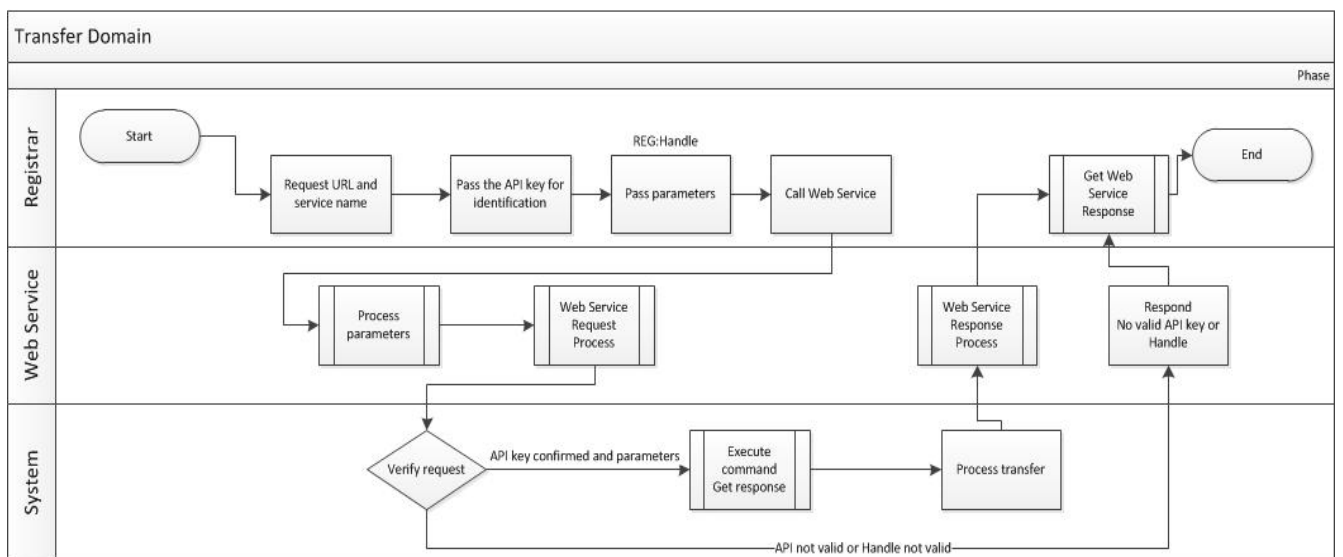 Transfer Domain
Phase
Registrar
Start
Request URL and
service name
Pass the API key for
identification
REG:Handle
Pass parameters
Call Web Service
Get Web
Service
Response
End
Web Service
Process
parameters
Web Service
Request
Process
Web Service
Response
Process
Respond
No valid API key or
Handle
System
Verify request
API key confirmed and parameters
Execute
command
Get response
Process transfer
API not valid or Handle not valid